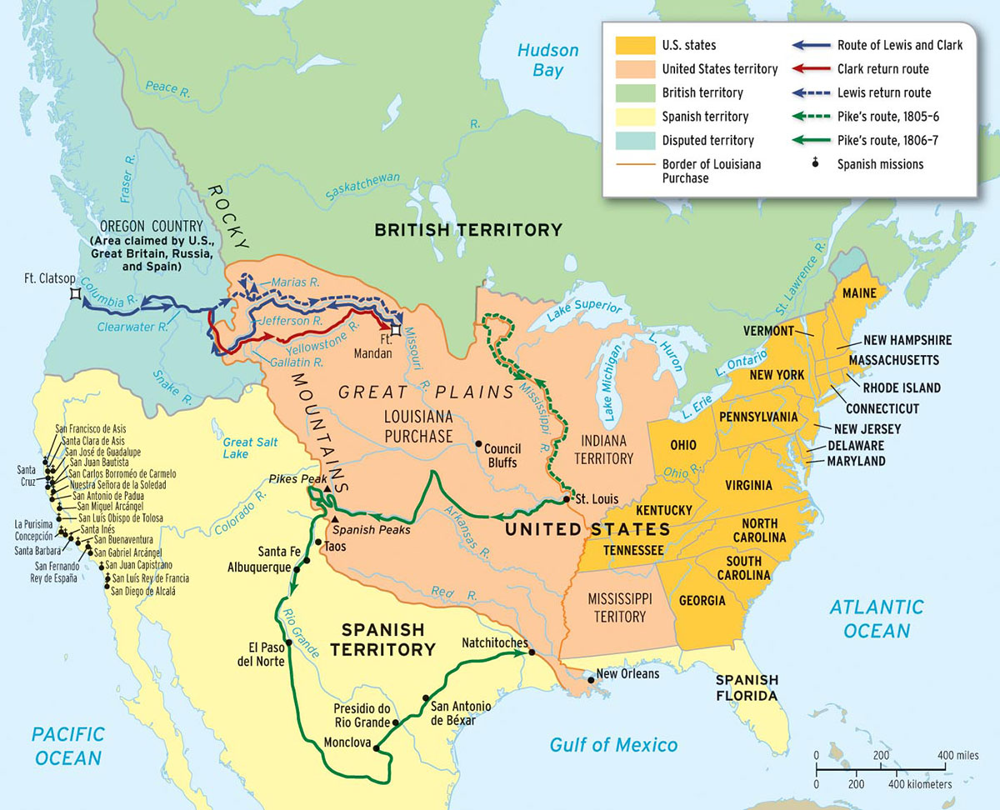 U.S. states
United States territory
British territory
Spanish territory
Disputed territory
Border of Louisiana
Purchase
Route of Lewis and Clark
Clark return route
Lewis return route
Pike's route, 1805–6
Pike's route, 1806–7
Spanish missions
Hudson
Bay
Peace R.
Fraser R.
R.
Saskatchewan
ROCKY
MOUNTAINS
OREGON COUNTRY
(Area claimed by U.S.,
Great Britain, Russia,
and Spain)
BRITISH TERRITORY
Ft. Clatsop
Columbia R.
Clearwater R.
Snake R.
Marias R.
Jefferson R.
Yellowstone R.
Gallatin R.
Ft.
Mandan
Missouri R.
GREAT PLAINS
LOUISIANA
PURCHASE
Council
Bluffs
Mississippi R.
Lake Superior
Lake Michigan
L. Huron
L. Ontario
L. Erie
St. Lawrence R.
MAINE
VERMONT
NEW HAMPSHIRE
MASSACHUSETTS
NEW YORK
RHODE ISLAND
CONNECTICUT
PENNSYLVANIA
NEW JERSEY
DELAWARE
MARYLAND
OHIO
INDIANA
TERRITORY
Ohio R.
VIRGINIA
KENTUCKY
St. Louis
UNITED STATES
TENNESSEE
NORTH
CAROLINA
SOUTH
CAROLINA
GEORGIA
MISSISSIPPI
TERRITORY
San Francisco de Asis
Santa Clara de Asis
San José de Guadalupe
San Juan Bautista
Santa
Cruz
San Carlos Borroméo de Carmelo
Nuestra Señora de la Soledad
San Antonio de Padua
San Miguel Arcángel
San Luís Obispo de Tolosa
La Purisima
Concepción
Santa Inés
San Buenaventura
Santa Barbara
San Gabriel Arcángel
San Fernando
Rey de España
San Juan Capistrano
San Luís Rey de Francia
San Diego de Alcalá
Great Salt
Lake
Colorado R.
Pikes Peak
Spanish Peaks
Arkansas R.
Taos
Santa Fe
Albuquerque
Red R.
Rio Grande
SPANISH
TERRITORY
El Paso
del Norte
Natchitoches
New Orleans
San Antonio
de Béxar
Presidio do
Rio Grande
Monclova
SPANISH
FLORIDA
ATLANTIC
OCEAN
PACIFIC
OCEAN
Gulf of Mexico
0 200 400 miles
0 200 400 kilometers